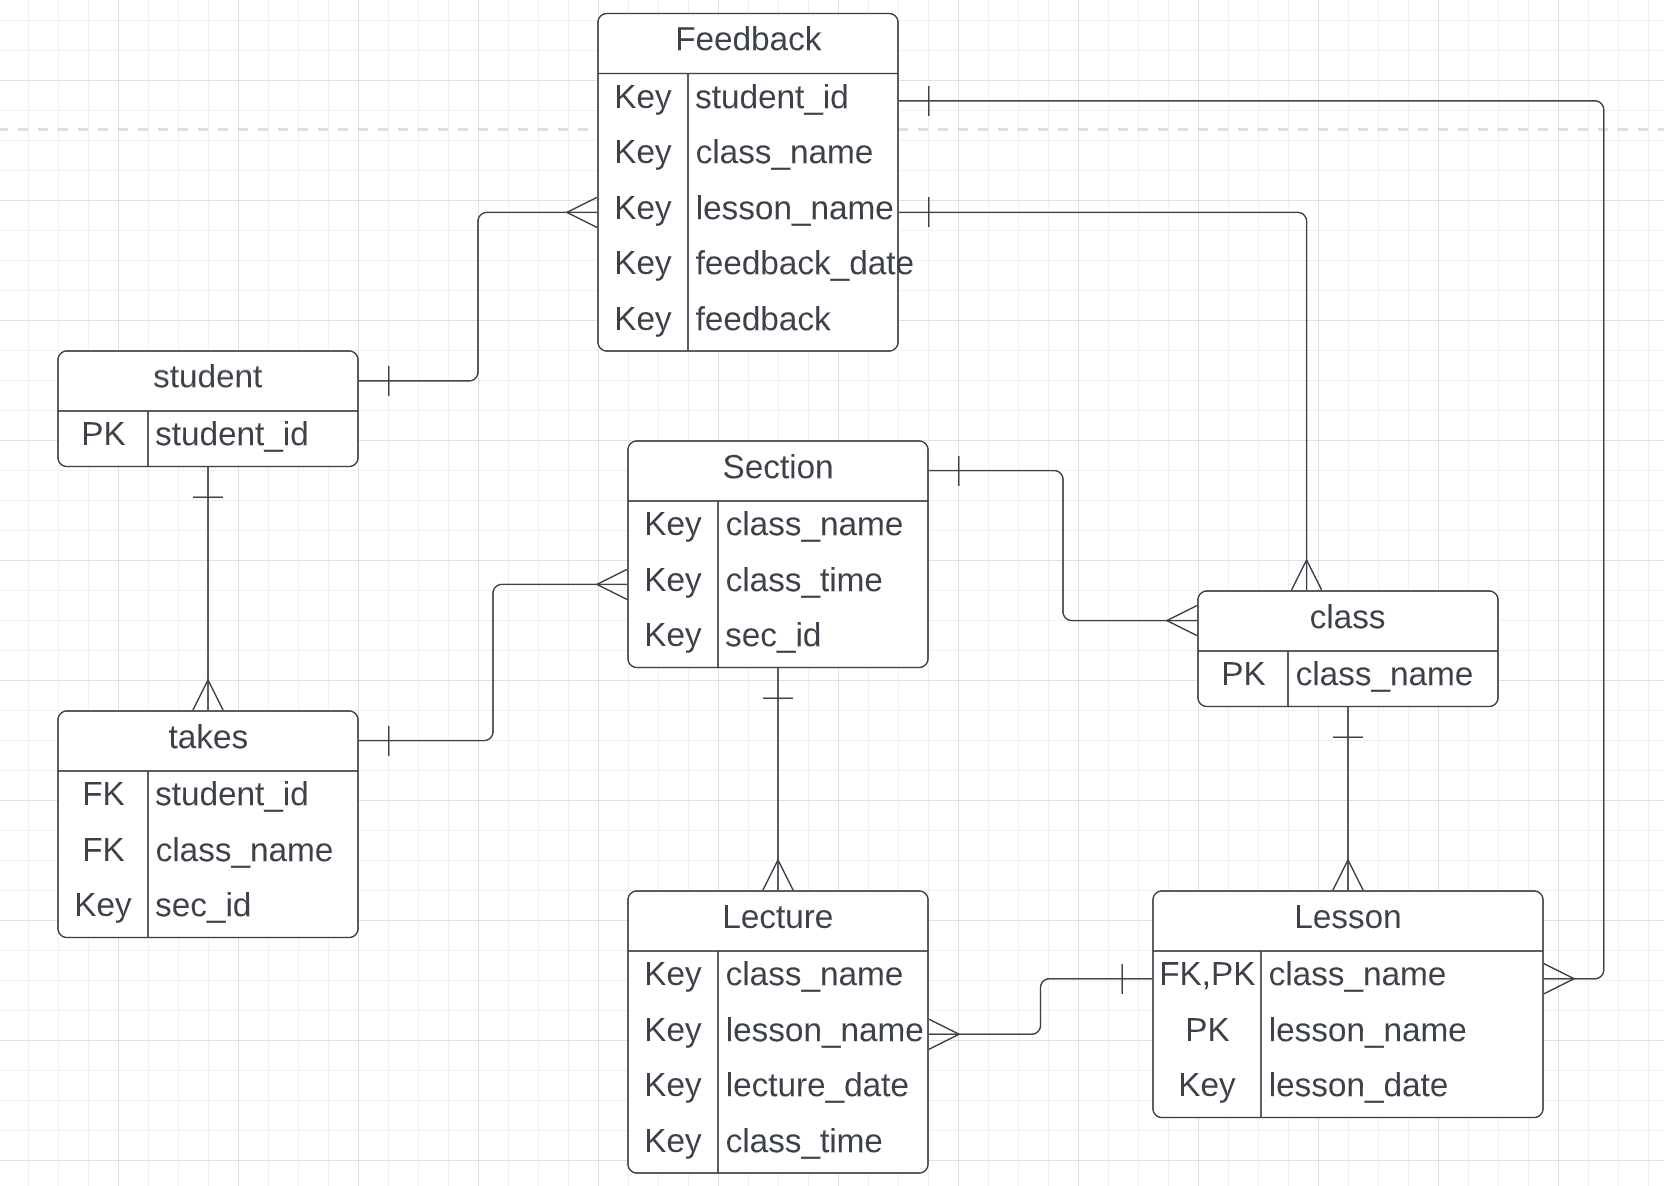 Feedback
Key student_id
Key class_name
Key lesson_name
Key feedback_date
Key feedback
student
PK student_id
Section
Key class_name
Key class_time
Key sec_id
class
PK class_name
takes
FK student_id
FK class_name
Key sec_id
Lecture
Key class_name
Key lesson_name
Key lecture_date
Key class_time
Lesson
FK,PK class_name
PK lesson_name
Key lesson_date